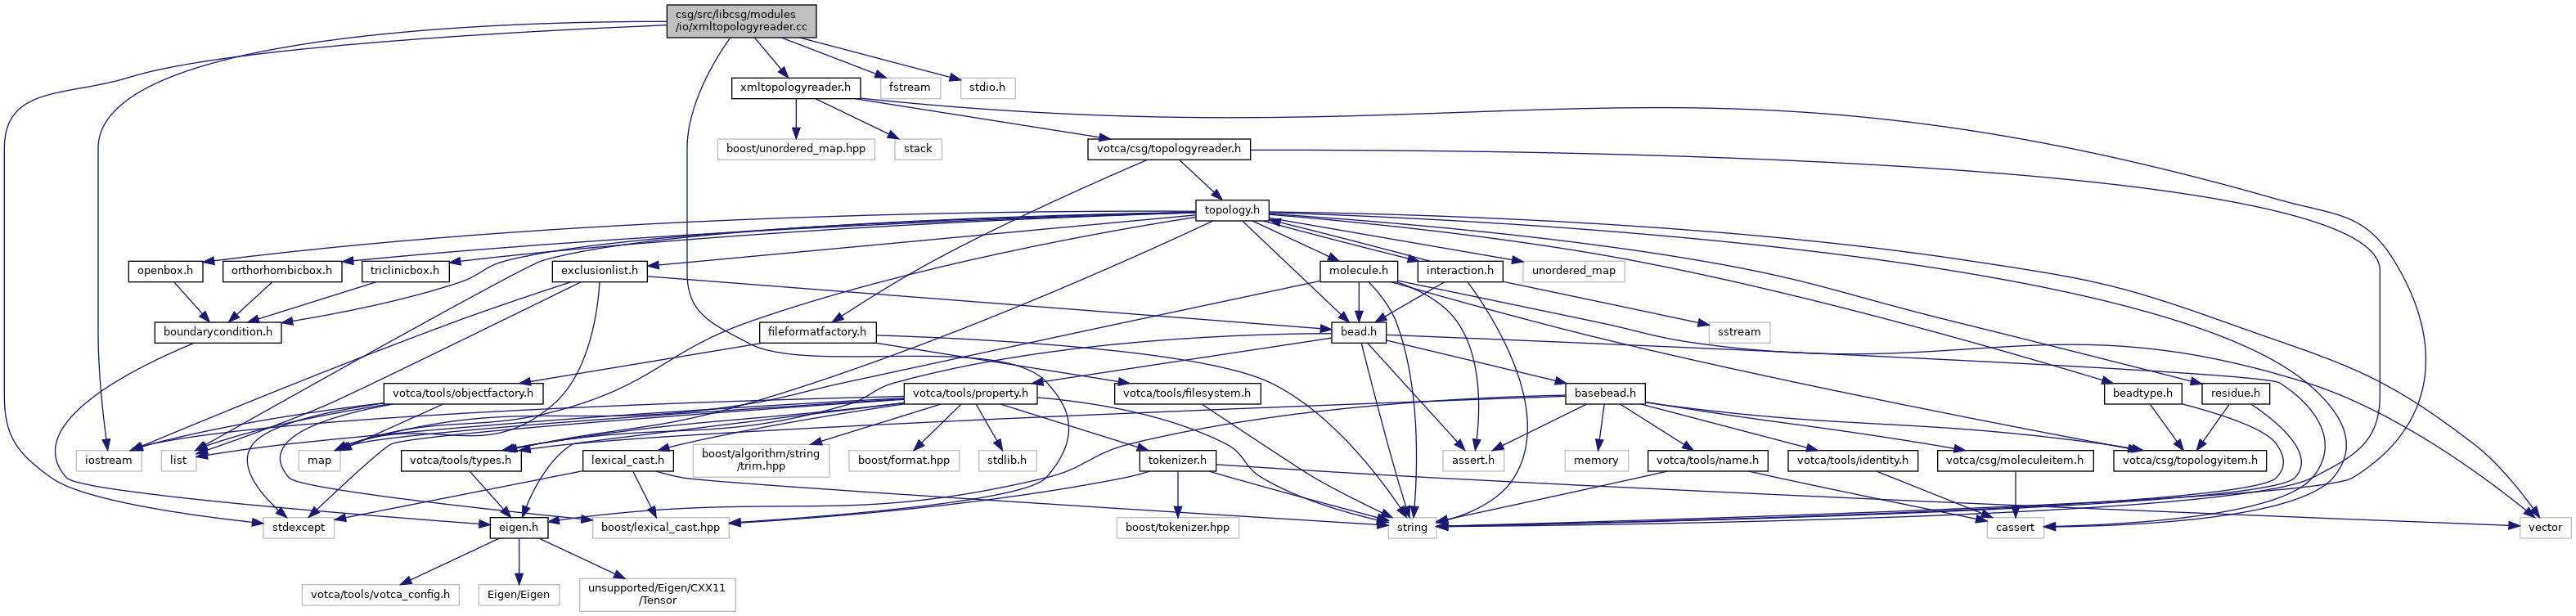 csg/src/libcsg/modules
/io/xmltopologyreader.cc
xmltopologyreader.h
fstream
stdio.h
boost/unordered_map.hpp
stack
votca/csg/topologyreader.h
topology.h
openbox.h
orthorhombicbox.h
triclinicbox.h
exclusionlist.h
molecule.h
interaction.h
unordered_map
boundarycondition.h
fileformatfactory.h
bead.h
sstream
votca/tools/objectfactory.h
votca/tools/property.h
votca/tools/filesystem.h
basebead.h
beadtype.h
residue.h
iostream
list
map
votca/tools/types.h
lexical_cast.h
boost/algorithm/string
/trim.hpp
boost/format.hpp
stdlib.h
tokenizer.h
assert.h
memory
votca/tools/name.h
votca/tools/identity.h
votca/csg/moleculeitem.h
votca/csg/topologyitem.h
stdexcept
eigen.h
boost/lexical_cast.hpp
boost/tokenizer.hpp
string
cassert
vector
votca/tools/votca_config.h
Eigen/Eigen
unsupported/Eigen/CXX11
/Tensor